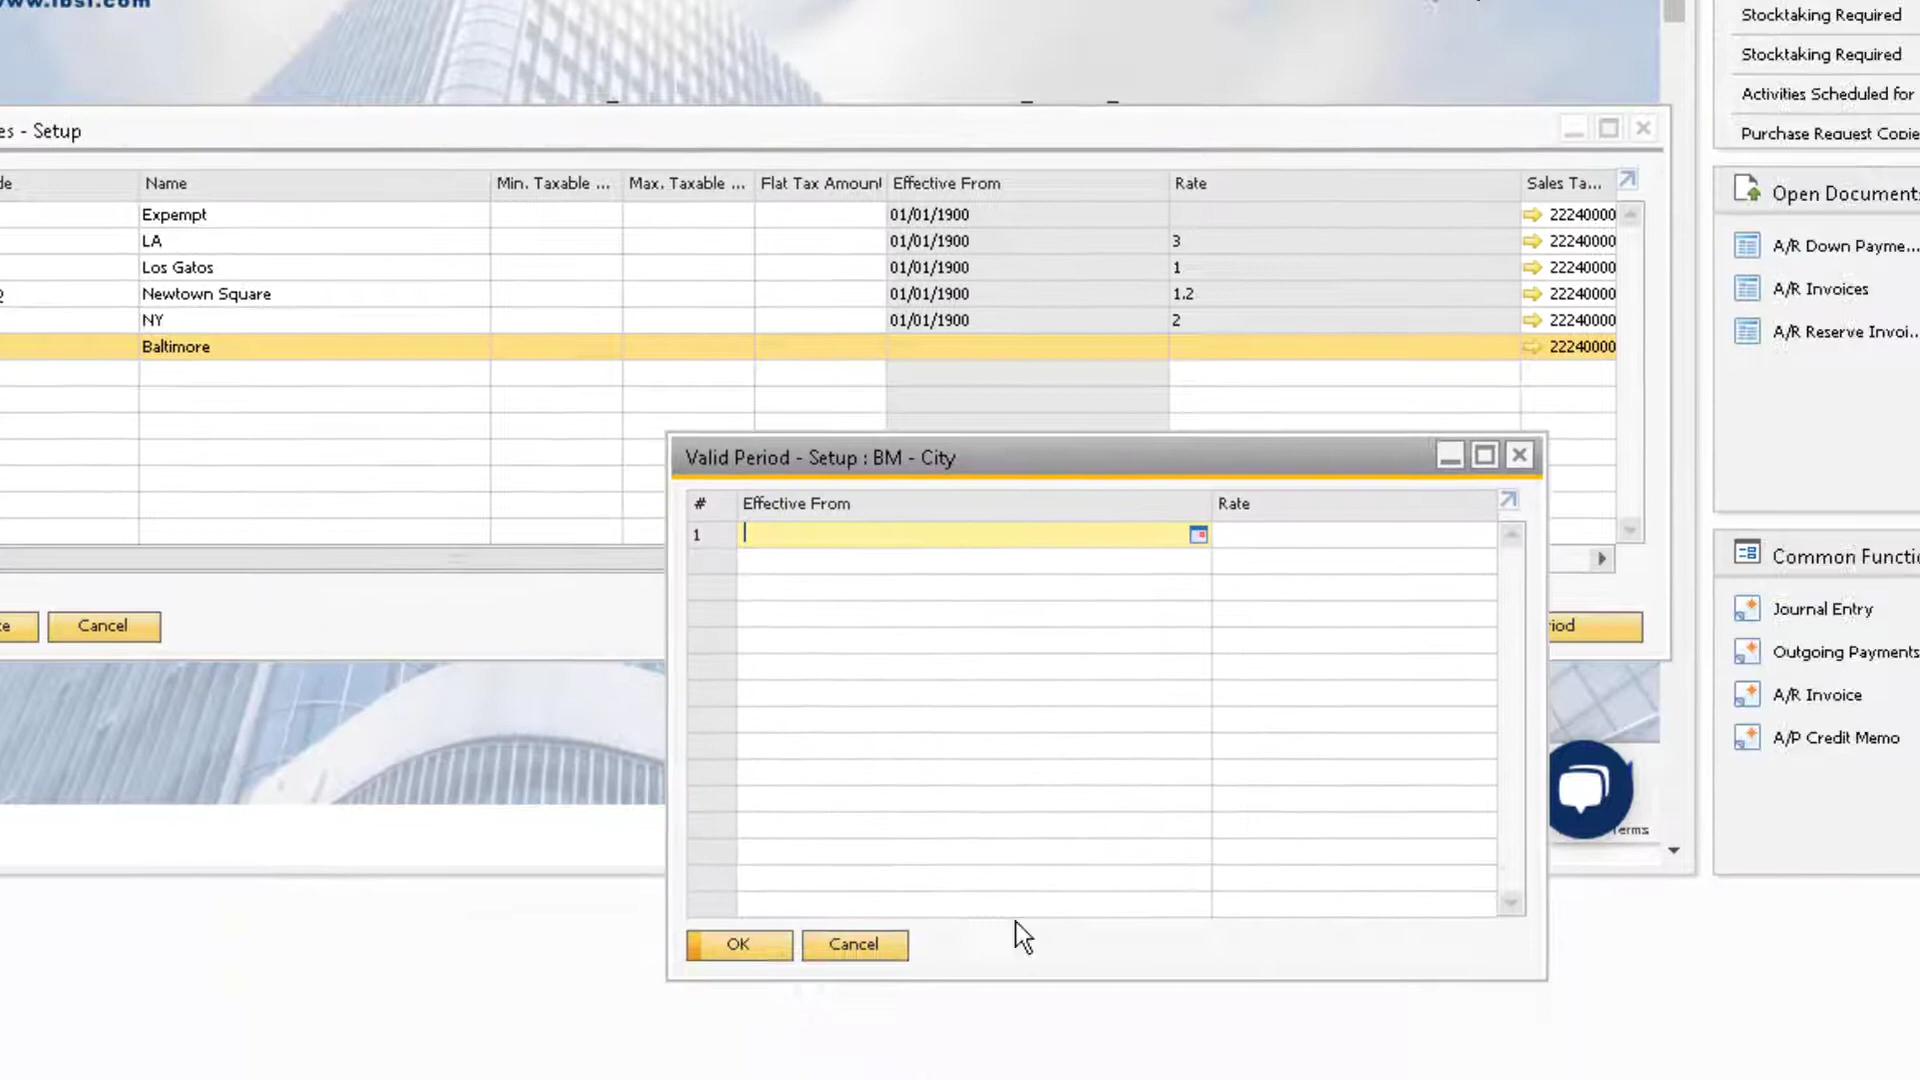 www.ibsl.com
es - Setup
de Name Min. Taxable ... Max. Taxable ... Flat Tax Amount Effective From Rate Sales Ta...
Expempt 01/01/1900 22240000
LA 01/01/1900 3 22240000
Los Gatos 01/01/1900 1 22240000
Newtown Square 01/01/1900 1.2 22240000
NY 01/01/1900 2 22240000
Baltimore 22240000
Cancel
iod
Valid Period - Setup : BM - City
# Effective From Rate
1
OK Cancel
Terms
Stocktaking Required
Stocktaking Required
Activities Scheduled for
Purchase Request Copie
Open Document
A/R Down Payme...
A/R Invoices
A/R Reserve Invoi...
Common Functi
Journal Entry
Outgoing Payments
A/R Invoice
A/P Credit Memo